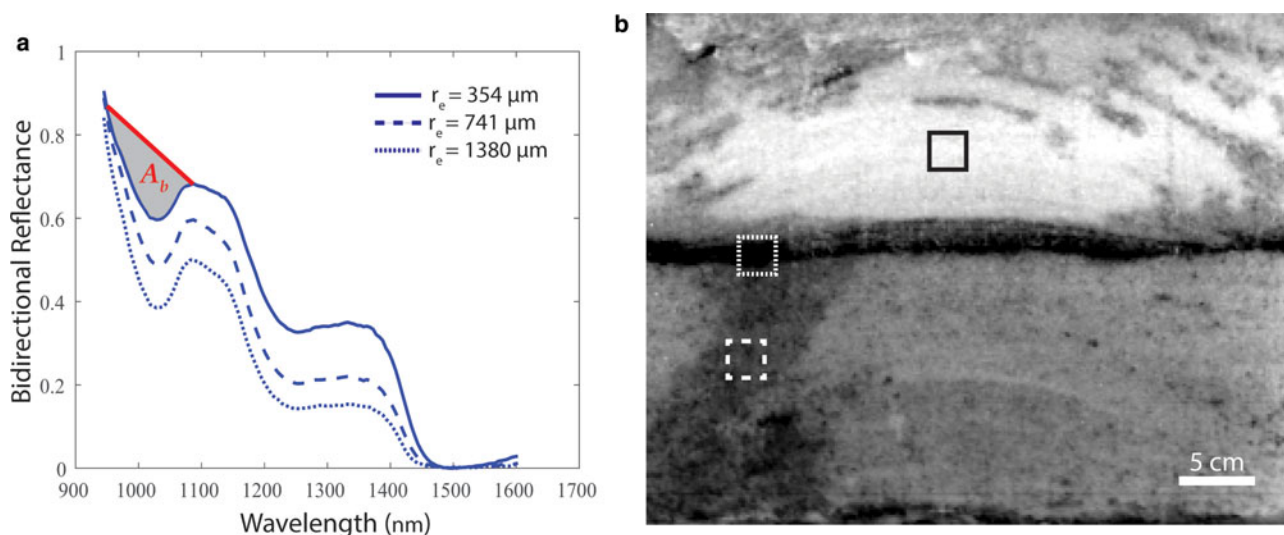 a
Bidirectional Reflectance
1
0.8
0.6
0.4
0.2
0
A_b
r_e = 354 µm
r_e = 741 µm
r_e = 1380 µm
900 1000 1100 1200 1300 1400 1500 1600 1700
Wavelength (nm)
b
5 cm